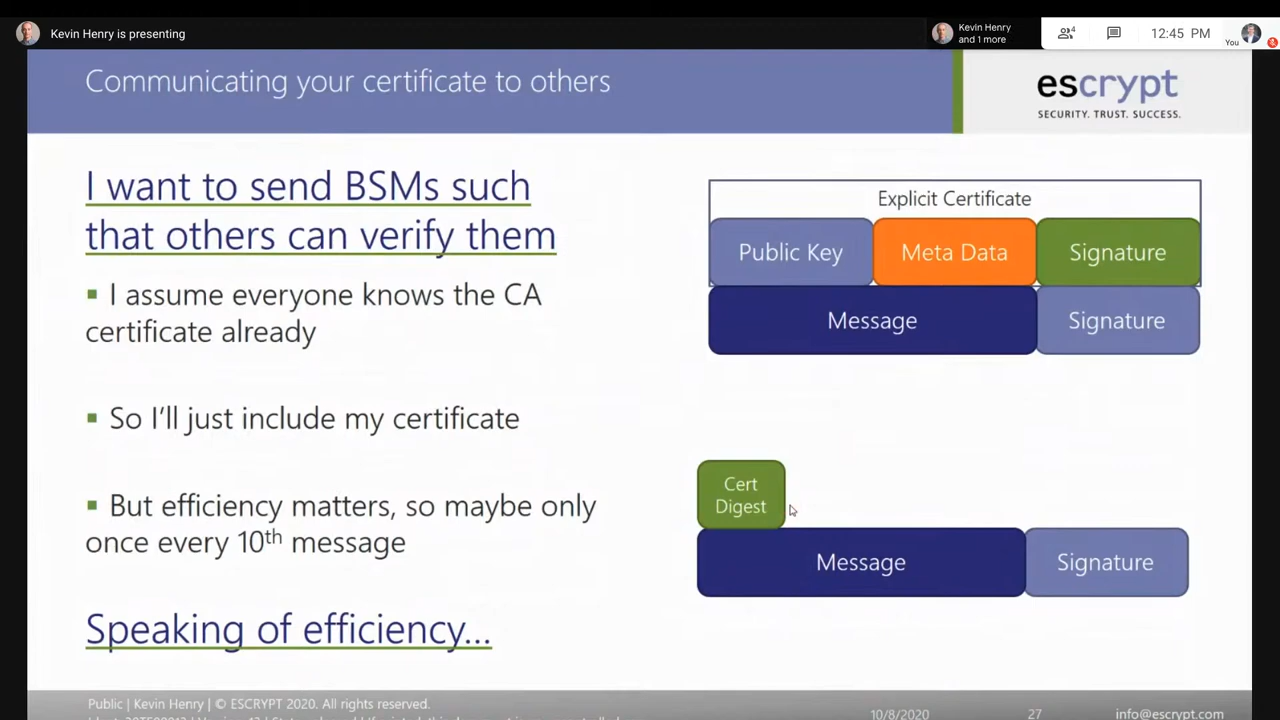 Kevin Henry is presenting
Kevin Henry
and 1 more
4
12:45 PM
You
Communicating your certificate to others
escrypt
SECURITY. TRUST. SUCCESS.
I want to send BSMs such
that others can verify them
▪ I assume everyone knows the CA
certificate already
▪ So I'll just include my certificate
▪ But efficiency matters, so maybe only
once every 10th message
Speaking of efficiency...
Explicit Certificate
Public Key
Meta Data
Signature
Message
Signature
Cert
Digest
Message
Signature
Public | Kevin Henry | © ESCRYPT 2020. All rights reserved.
10/8/2020
27
info@escrypt.com